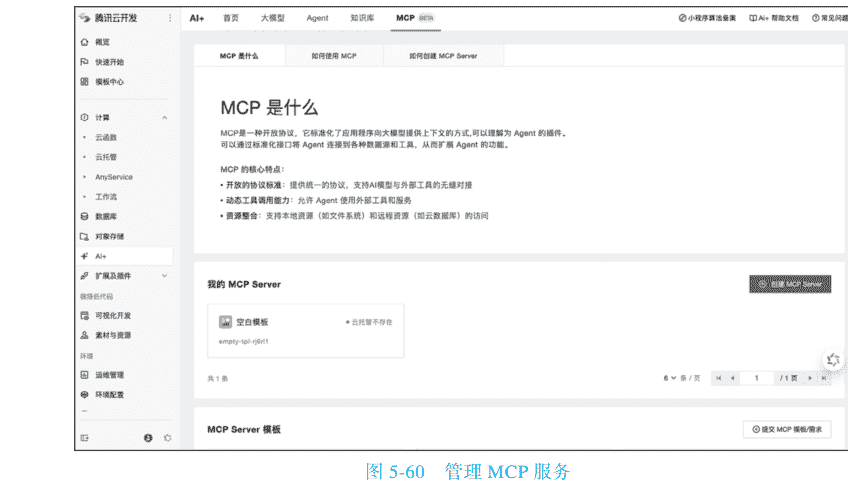 腾讯云开发
AI+ 首页 大模型 Agent 知识库 MCP BETA
小程序算法备案 AI+ 帮助文档 常见问题
概览
快速开始
模板中心
计算
云函数
云托管
AnyService
工作流
数据库
对象存储
AI+
扩展及插件
微搭低代码
可视化开发
素材与资源
环境
运维管理
环境配置
MCP 是什么 如何使用 MCP 如何创建 MCP Server
MCP 是什么
MCP是一种开放协议，它标准化了应用程序向大模型提供上下文的方式,可以理解为 Agent 的插件。
可以通过标准化接口将 Agent 连接到各种数据源和工具，从而扩展 Agent 的功能。
MCP 的核心特点：
• 开放的协议标准：提供统一的协议，支持AI模型与外部工具的无缝对接
• 动态工具调用能力：允许 Agent 使用外部工具和服务
• 资源整合：支持本地资源（如文件系统）和远程资源（如云数据库）的访问
我的 MCP Server
创建 MCP Server
空白模板 云托管不存在
empty-tpl-rj6rl1
共 1 条
6 条 / 页 1 / 1 页
MCP Server 模板
提交 MCP 模板/需求
图 5-60 管理 MCP 服务